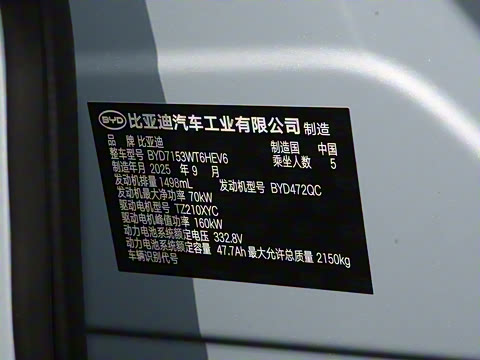 BYD 比亚迪汽车工业有限公司 制造
品 牌 比亚迪 制造国 中国
整车型号 BYD7153WT6HEV6 乘坐人数 5
制造年月 2025 年 9 月
发动机排量 1498mL 发动机型号 BYD472QC
发动机最大净功率 70kW
驱动电机型号 TZ210XYC
驱动电机峰值功率 160kW
动力电池系统额定电压 332.8V
动力电池系统额定容量 47.7Ah 最大允许总质量 2150kg
车辆识别代号